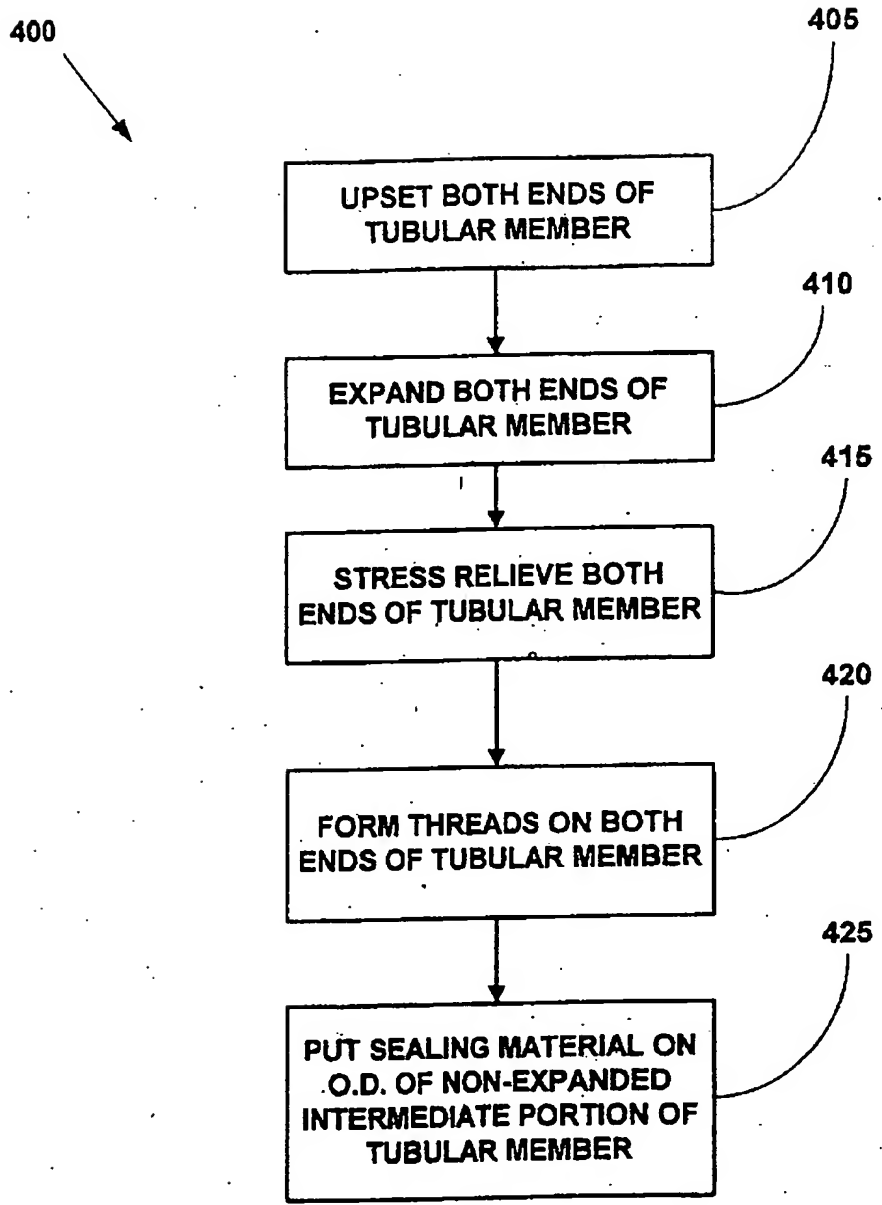 400
405
UPSET BOTH ENDS OF
TUBULAR MEMBER
410
EXPAND BOTH ENDS OF
TUBULAR MEMBER
415
STRESS RELIEVE BOTH
ENDS OF TUBULAR MEMBER
420
FORM THREADS ON BOTH
ENDS OF TUBULAR MEMBER
425
PUT SEALING MATERIAL ON
O.D. OF NON-EXPANDED
INTERMEDIATE PORTION OF
TUBULAR MEMBER